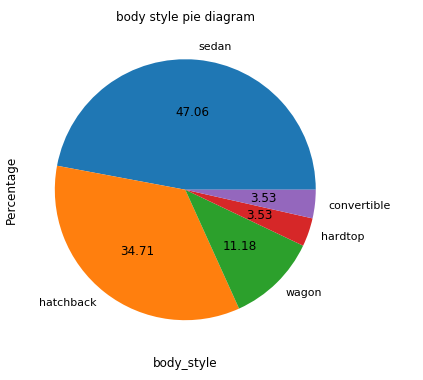 body style pie diagram
sedan
47.06
Percentage
3.53
convertible
3.53
hardtop
34.71
11.18
wagon
hatchback
body_style